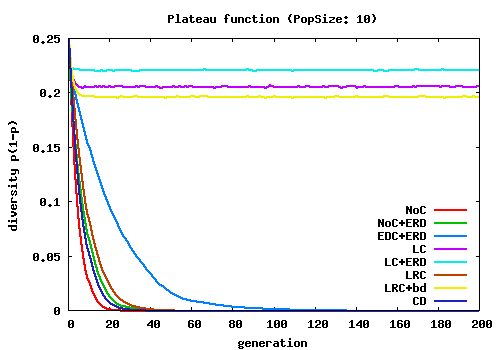 Plateau function (PopSize: 10)
0.25
0.2
0.15
0.1
0.05
0
diversity p(1-p)
NoC
NoC+ERD
EDC+ERD
LC
LC+ERD
LRC
LRC+bd
CD
0 20 40 60 80 100 120 140 160 180 200
generation